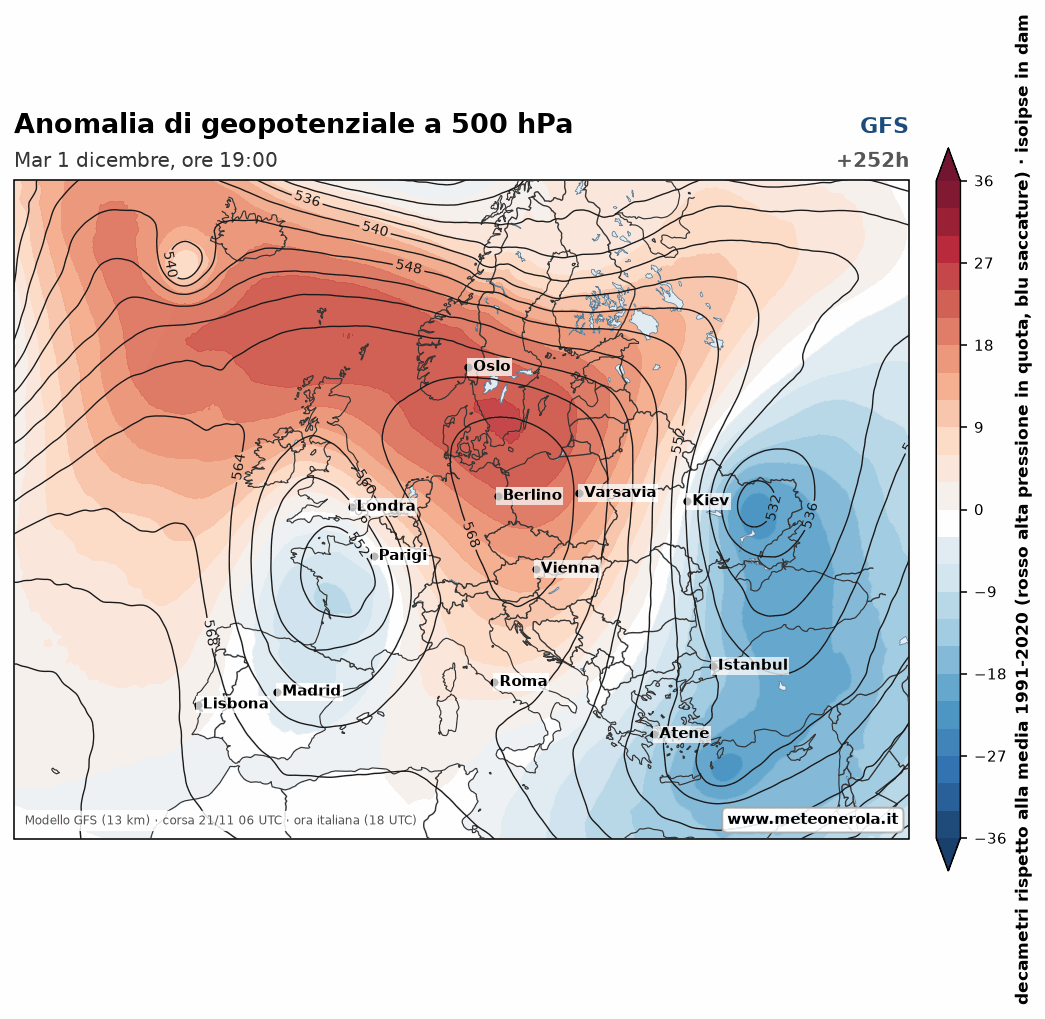 Anomalia di geopotenziale a 500 hPa
GFS
Mar 1 dicembre, ore 19:00
+252h
536
540
540
548
Oslo
552
564
560
Londra
Berlino
Varsavia
Kiev
532
536
568
552
Parigi
Vienna
568
Istanbul
Roma
Madrid
Lisbona
Atene
Modello GFS (13 km) · corsa 21/11 06 UTC · ora italiana (18 UTC)
www.meteonerola.it
36
27
18
9
0
−9
−18
−27
−36
decametri rispetto alla media 1991-2020 (rosso alta pressione in quota, blu saccature) · isoipse in dam